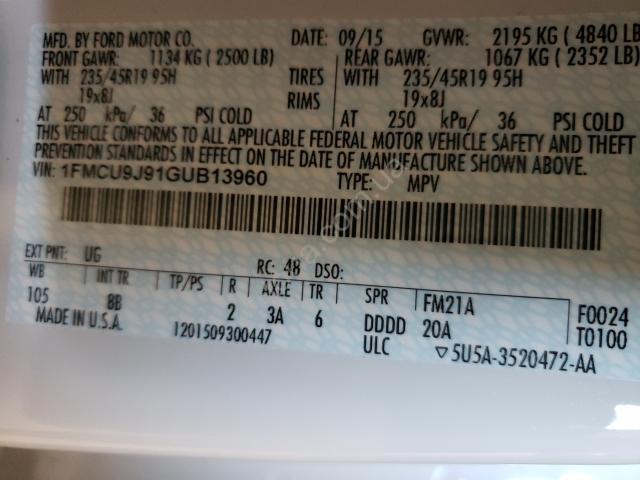 MFD. BY FORD MOTOR CO. DATE: 09/15 GVWR: 2195 KG ( 4840 LB
FRONT GAWR: 1134 KG ( 2500 LB) REAR GAWR: 1067 KG ( 2352 LB)
WITH 235/45R19 95H TIRES WITH 235/45R19 95H
19x8J RIMS 19x8J
AT 250 kPa/ 36 PSI COLD AT 250 kPa/ 36 PSI COLD
THIS VEHICLE CONFORMS TO ALL APPLICABLE FEDERAL MOTOR VEHICLE SAFETY AND THEFT
PREVENTION STANDARDS IN EFFECT ON THE DATE OF MANUFACTURE SHOWN ABOVE.
VIN: 1FMCU9J91GUB13960 TYPE: MPV
EXT PNT: UG RC: 48 DSO:
WB INT TR TP/PS R AXLE TR SPR FM21A F0024
105 8B 2 3A 6 DDDD 20A T0100
MADE IN U.S.A. 1201509300447 ULC ▽5U5A-3520472-AA